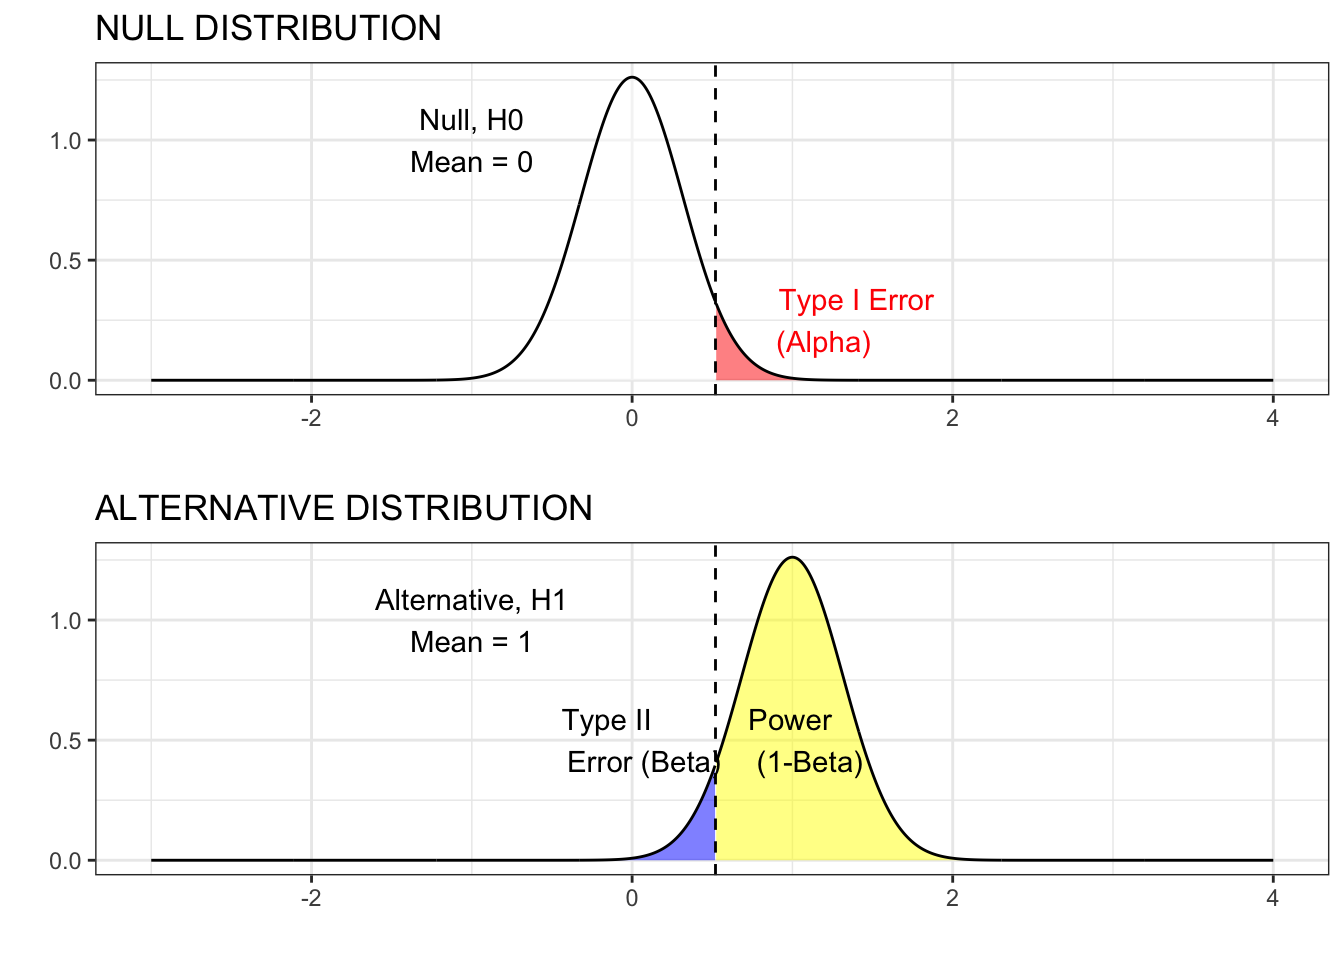 NULL DISTRIBUTION
Null, H0
Mean = 0
Type I Error
(Alpha)
1.0
0.5
0.0
-2
0
2
4
ALTERNATIVE DISTRIBUTION
Alternative, H1
Mean = 1
Type II
Error (Beta)
Power
(1-Beta)
1.0
0.5
0.0
-2
0
2
4